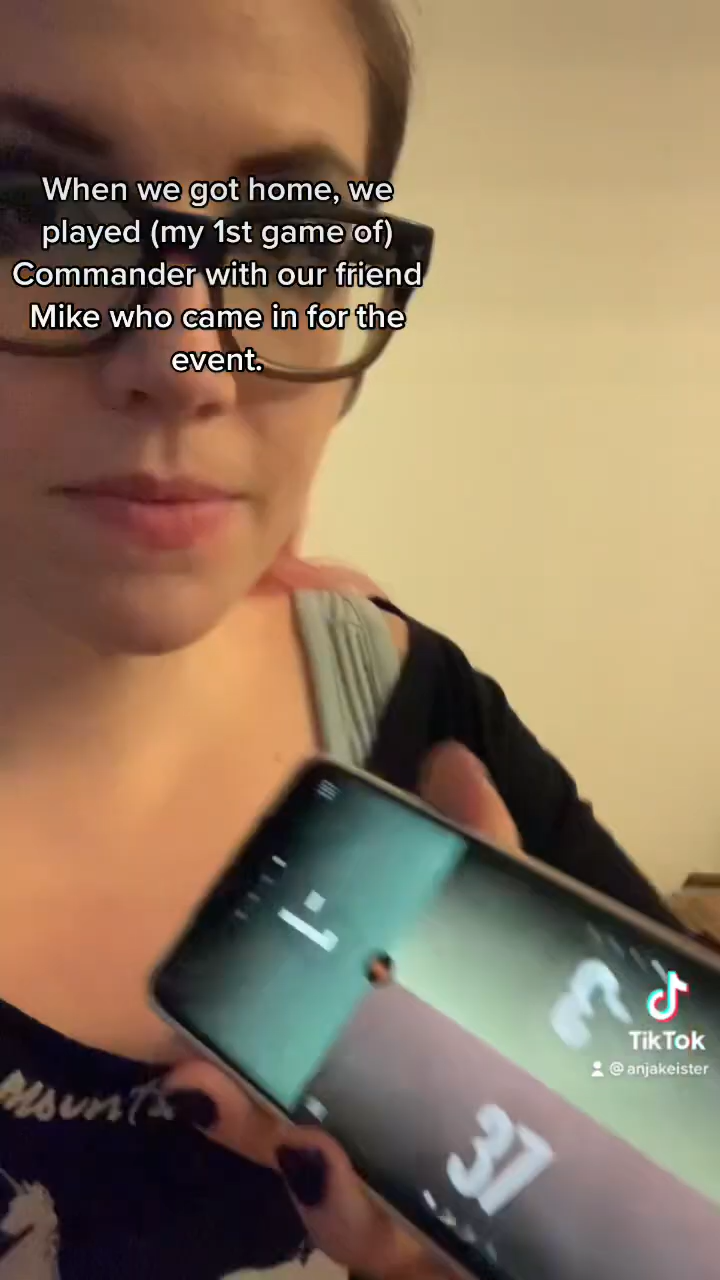 When we got home, we
played (my 1st game of)
Commander with our friend
Mike who came in for the
event.
TikTok
@anjakeister
37